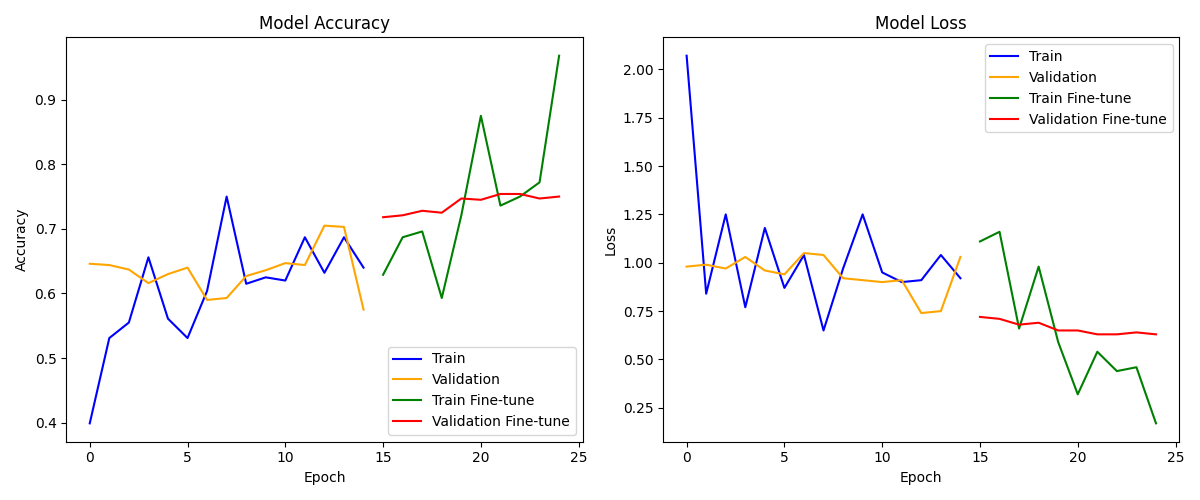 Model Accuracy
Accuracy
0.9
0.8
0.7
0.6
0.5
0.4
0 5 10 15 20 25
Epoch
Train
Validation
Train Fine-tune
Validation Fine-tune
Model Loss
Loss
2.00
1.75
1.50
1.25
1.00
0.75
0.50
0.25
0 5 10 15 20 25
Epoch
Train
Validation
Train Fine-tune
Validation Fine-tune